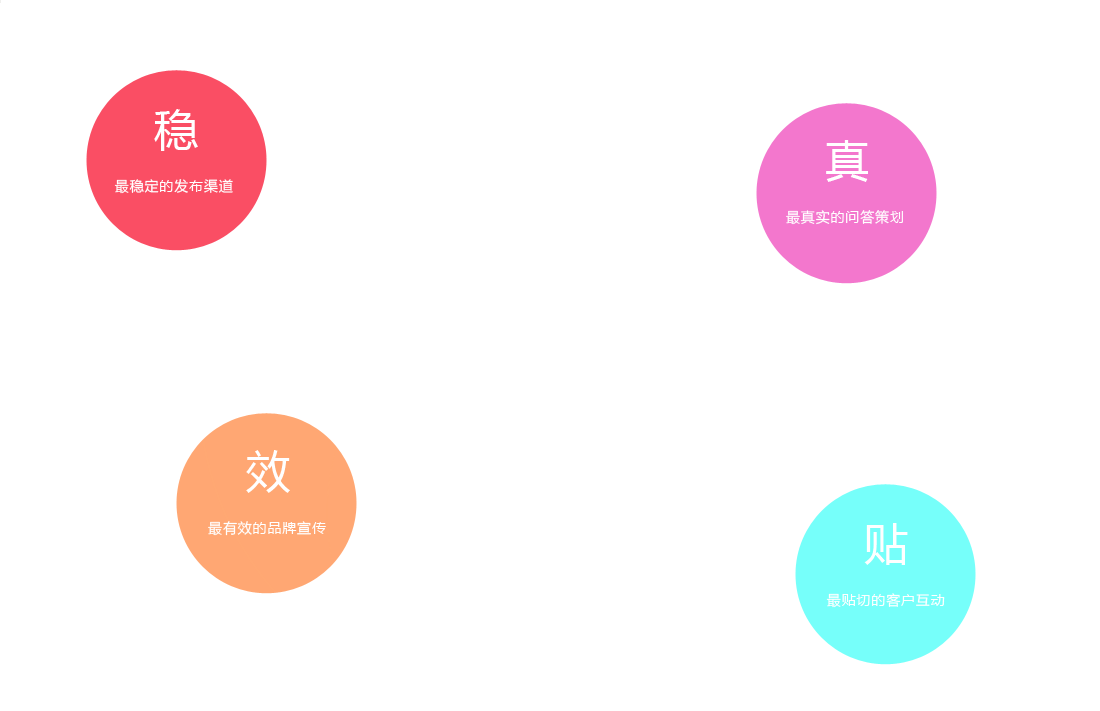 稳
最稳定的发布渠道
真
最真实的问答策划
效
最有效的品牌宣传
贴
最贴切的客户互动